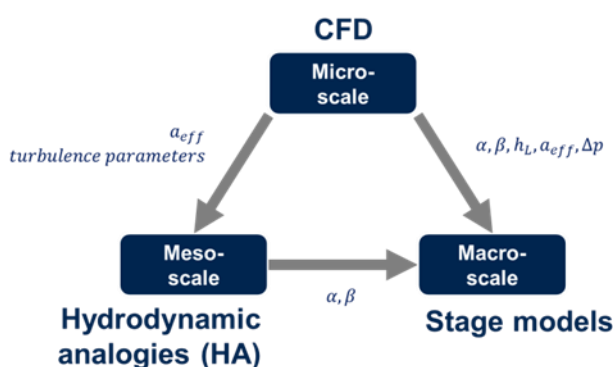 CFD
Micro-
scale
a_eff
turbulence parameters
α, β, h_L, a_eff, Δp
Meso-
scale
Macro-
scale
α, β
Hydrodynamic
analogies (HA)
Stage models